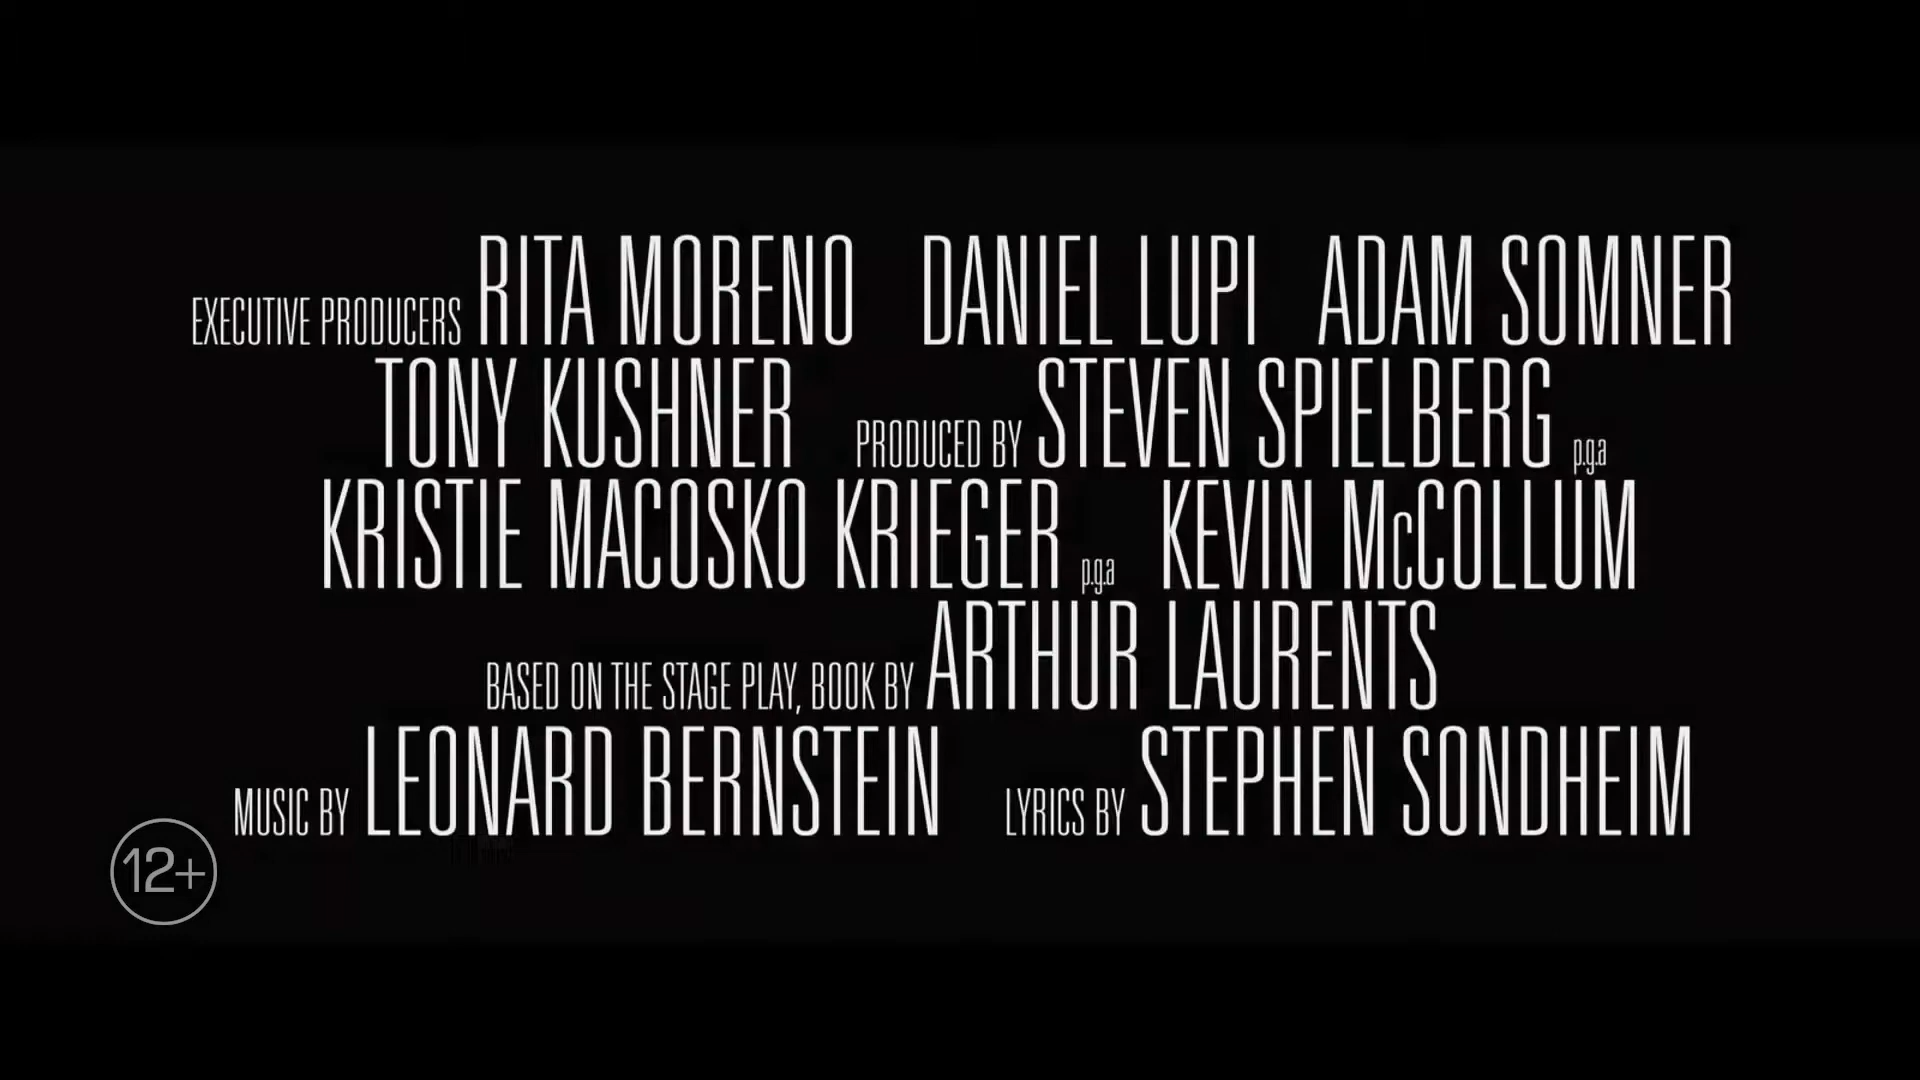 EXECUTIVE PRODUCERS RITA MORENO DANIEL LUPI ADAM SOMNER
TONY KUSHNER PRODUCED BY STEVEN SPIELBERG p.g.a
KRISTIE MACOSKO KRIEGER p.g.a KEVIN McCOLLUM
BASED ON THE STAGE PLAY, BOOK BY ARTHUR LAURENTS
MUSIC BY LEONARD BERNSTEIN LYRICS BY STEPHEN SONDHEIM
12+